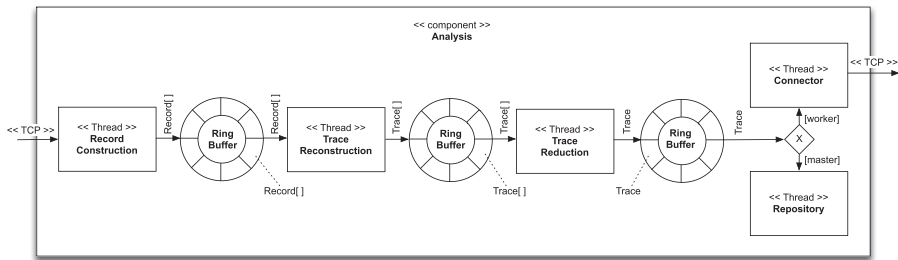 << component >>
Analysis
<< TCP >>
<< Thread >>
Record
Construction
Record[ ]
Ring
Buffer
Record[ ]
Record[ ]
<< Thread >>
Trace
Reconstruction
Trace[ ]
Ring
Buffer
Trace[ ]
Trace[ ]
<< Thread >>
Trace
Reduction
Trace
Ring
Buffer
Trace
Trace
X
[worker]
[master]
<< Thread >>
Connector
<< TCP >>
<< Thread >>
Repository